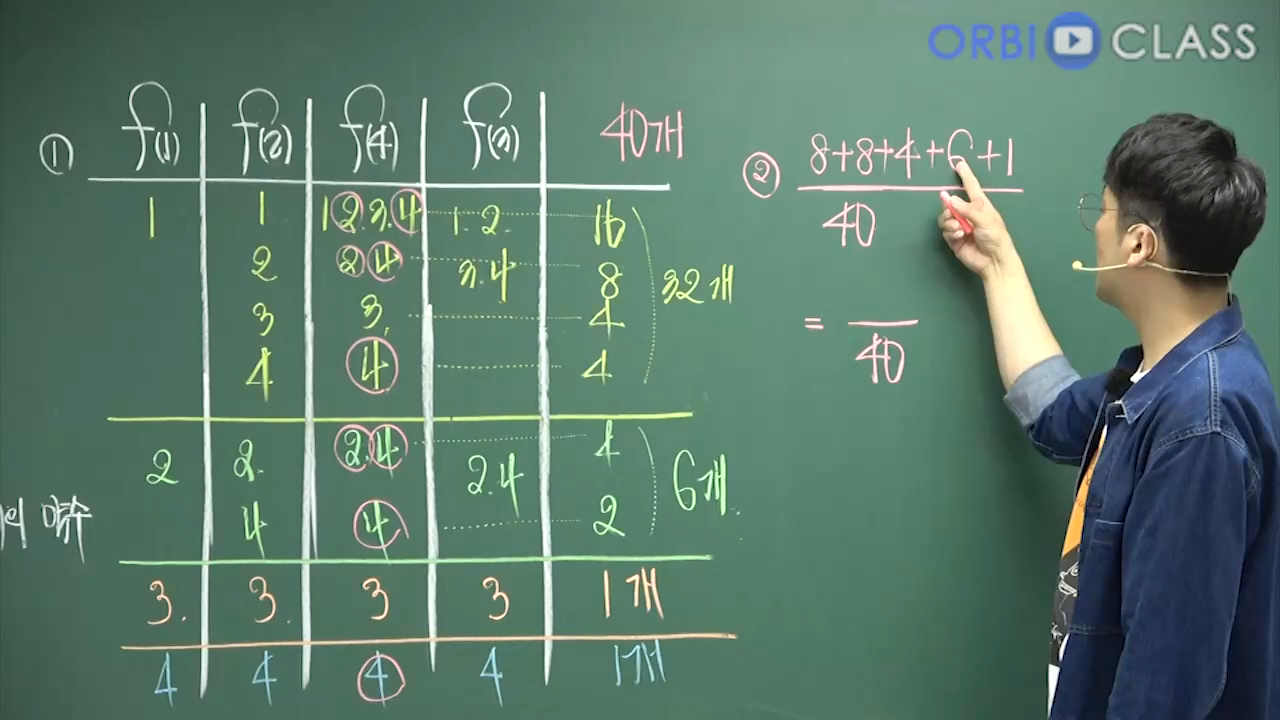 ORBI CLASS
① f(1) f(2) f(4) f(3) 40개
1 1 1 2. 3. 4 1. 2. 16
2 2 4 3. 4 8 32개
3 3. 4
4 4 4
2 2. 2. 4 2. 4 4 6개.
4 4 2
의 약수
3. 3. 3 3 1개
4 4 4 4 1개
② 8+8+4+6+1
40
=
40